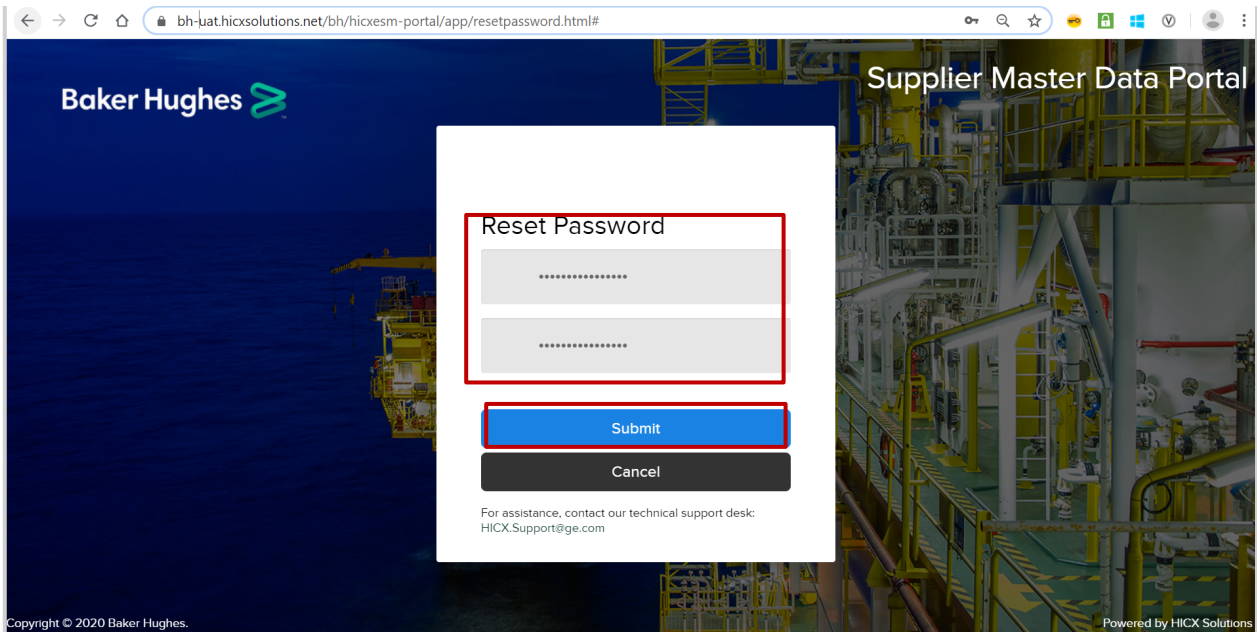 bh-uat.hicxsolutions.net/bh/hicxesm-portal/app/resetpassword.html#
Supplier Master Data Portal
Baker Hughes
Reset Password
••••••••••••••••
••••••••••••••••
Submit
Cancel
For assistance, contact our technical support desk:
HICX.Support@ge.com
Copyright © 2020 Baker Hughes.
Powered by HICX Solutions